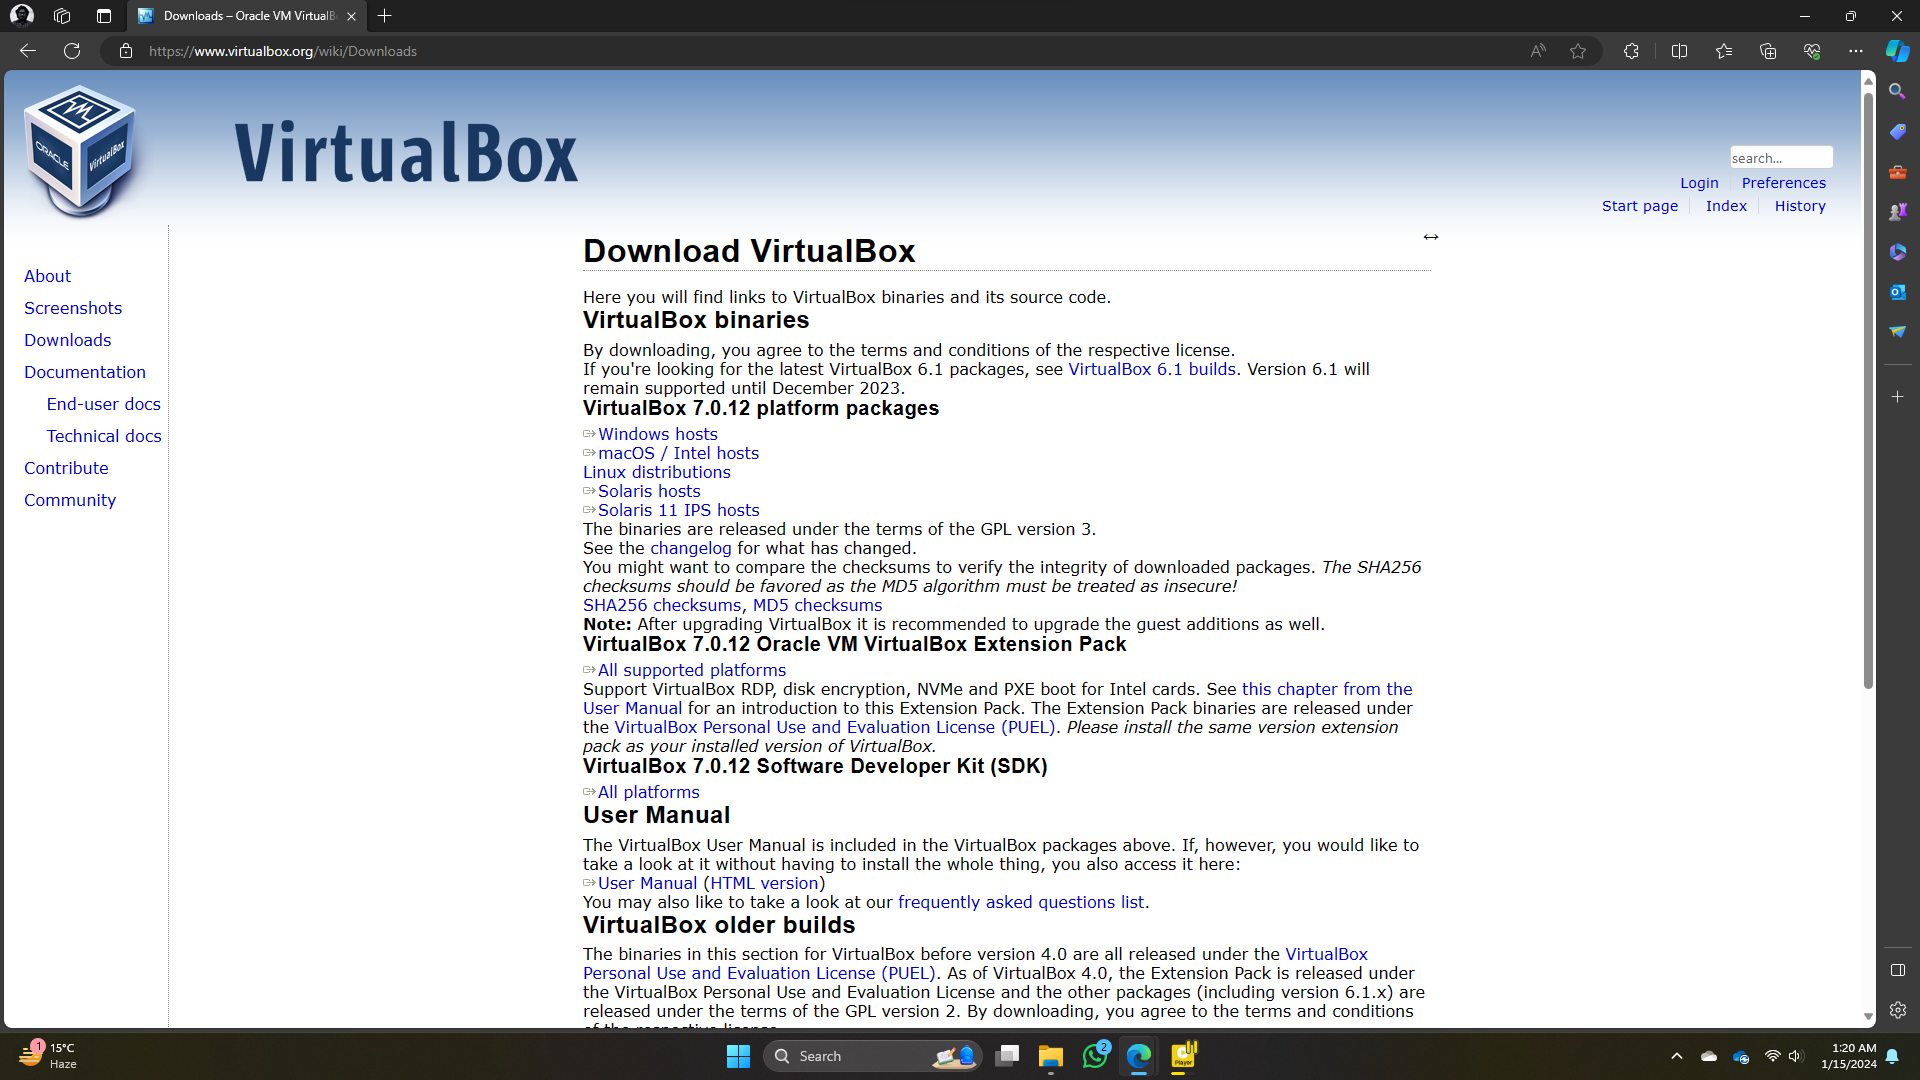 Downloads – Oracle VM VirtualB
https://www.virtualbox.org/wiki/Downloads
ORACLE
VirtualBox
VirtualBox
search...
Login
Preferences
Start page
Index
History
About
Screenshots
Downloads
Documentation
End-user docs
Technical docs
Contribute
Community
Download VirtualBox
Here you will find links to VirtualBox binaries and its source code.
VirtualBox binaries
By downloading, you agree to the terms and conditions of the respective license.
If you're looking for the latest VirtualBox 6.1 packages, see VirtualBox 6.1 builds. Version 6.1 will
remain supported until December 2023.
VirtualBox 7.0.12 platform packages
Windows hosts
macOS / Intel hosts
Linux distributions
Solaris hosts
Solaris 11 IPS hosts
The binaries are released under the terms of the GPL version 3.
See the changelog for what has changed.
You might want to compare the checksums to verify the integrity of downloaded packages. The SHA256
checksums should be favored as the MD5 algorithm must be treated as insecure!
SHA256 checksums, MD5 checksums
Note: After upgrading VirtualBox it is recommended to upgrade the guest additions as well.
VirtualBox 7.0.12 Oracle VM VirtualBox Extension Pack
All supported platforms
Support VirtualBox RDP, disk encryption, NVMe and PXE boot for Intel cards. See this chapter from the
User Manual for an introduction to this Extension Pack. The Extension Pack binaries are released under
the VirtualBox Personal Use and Evaluation License (PUEL). Please install the same version extension
pack as your installed version of VirtualBox.
VirtualBox 7.0.12 Software Developer Kit (SDK)
All platforms
User Manual
The VirtualBox User Manual is included in the VirtualBox packages above. If, however, you would like to
take a look at it without having to install the whole thing, you also access it here:
User Manual (HTML version)
You may also like to take a look at our frequently asked questions list.
VirtualBox older builds
The binaries in this section for VirtualBox before version 4.0 are all released under the VirtualBox
Personal Use and Evaluation License (PUEL). As of VirtualBox 4.0, the Extension Pack is released under
the VirtualBox Personal Use and Evaluation License and the other packages (including version 6.1.x) are
released under the terms of the GPL version 2. By downloading, you agree to the terms and conditions
of the respective license.
1
15°C
Haze
Search
2
Player
1:20 AM
1/15/2024